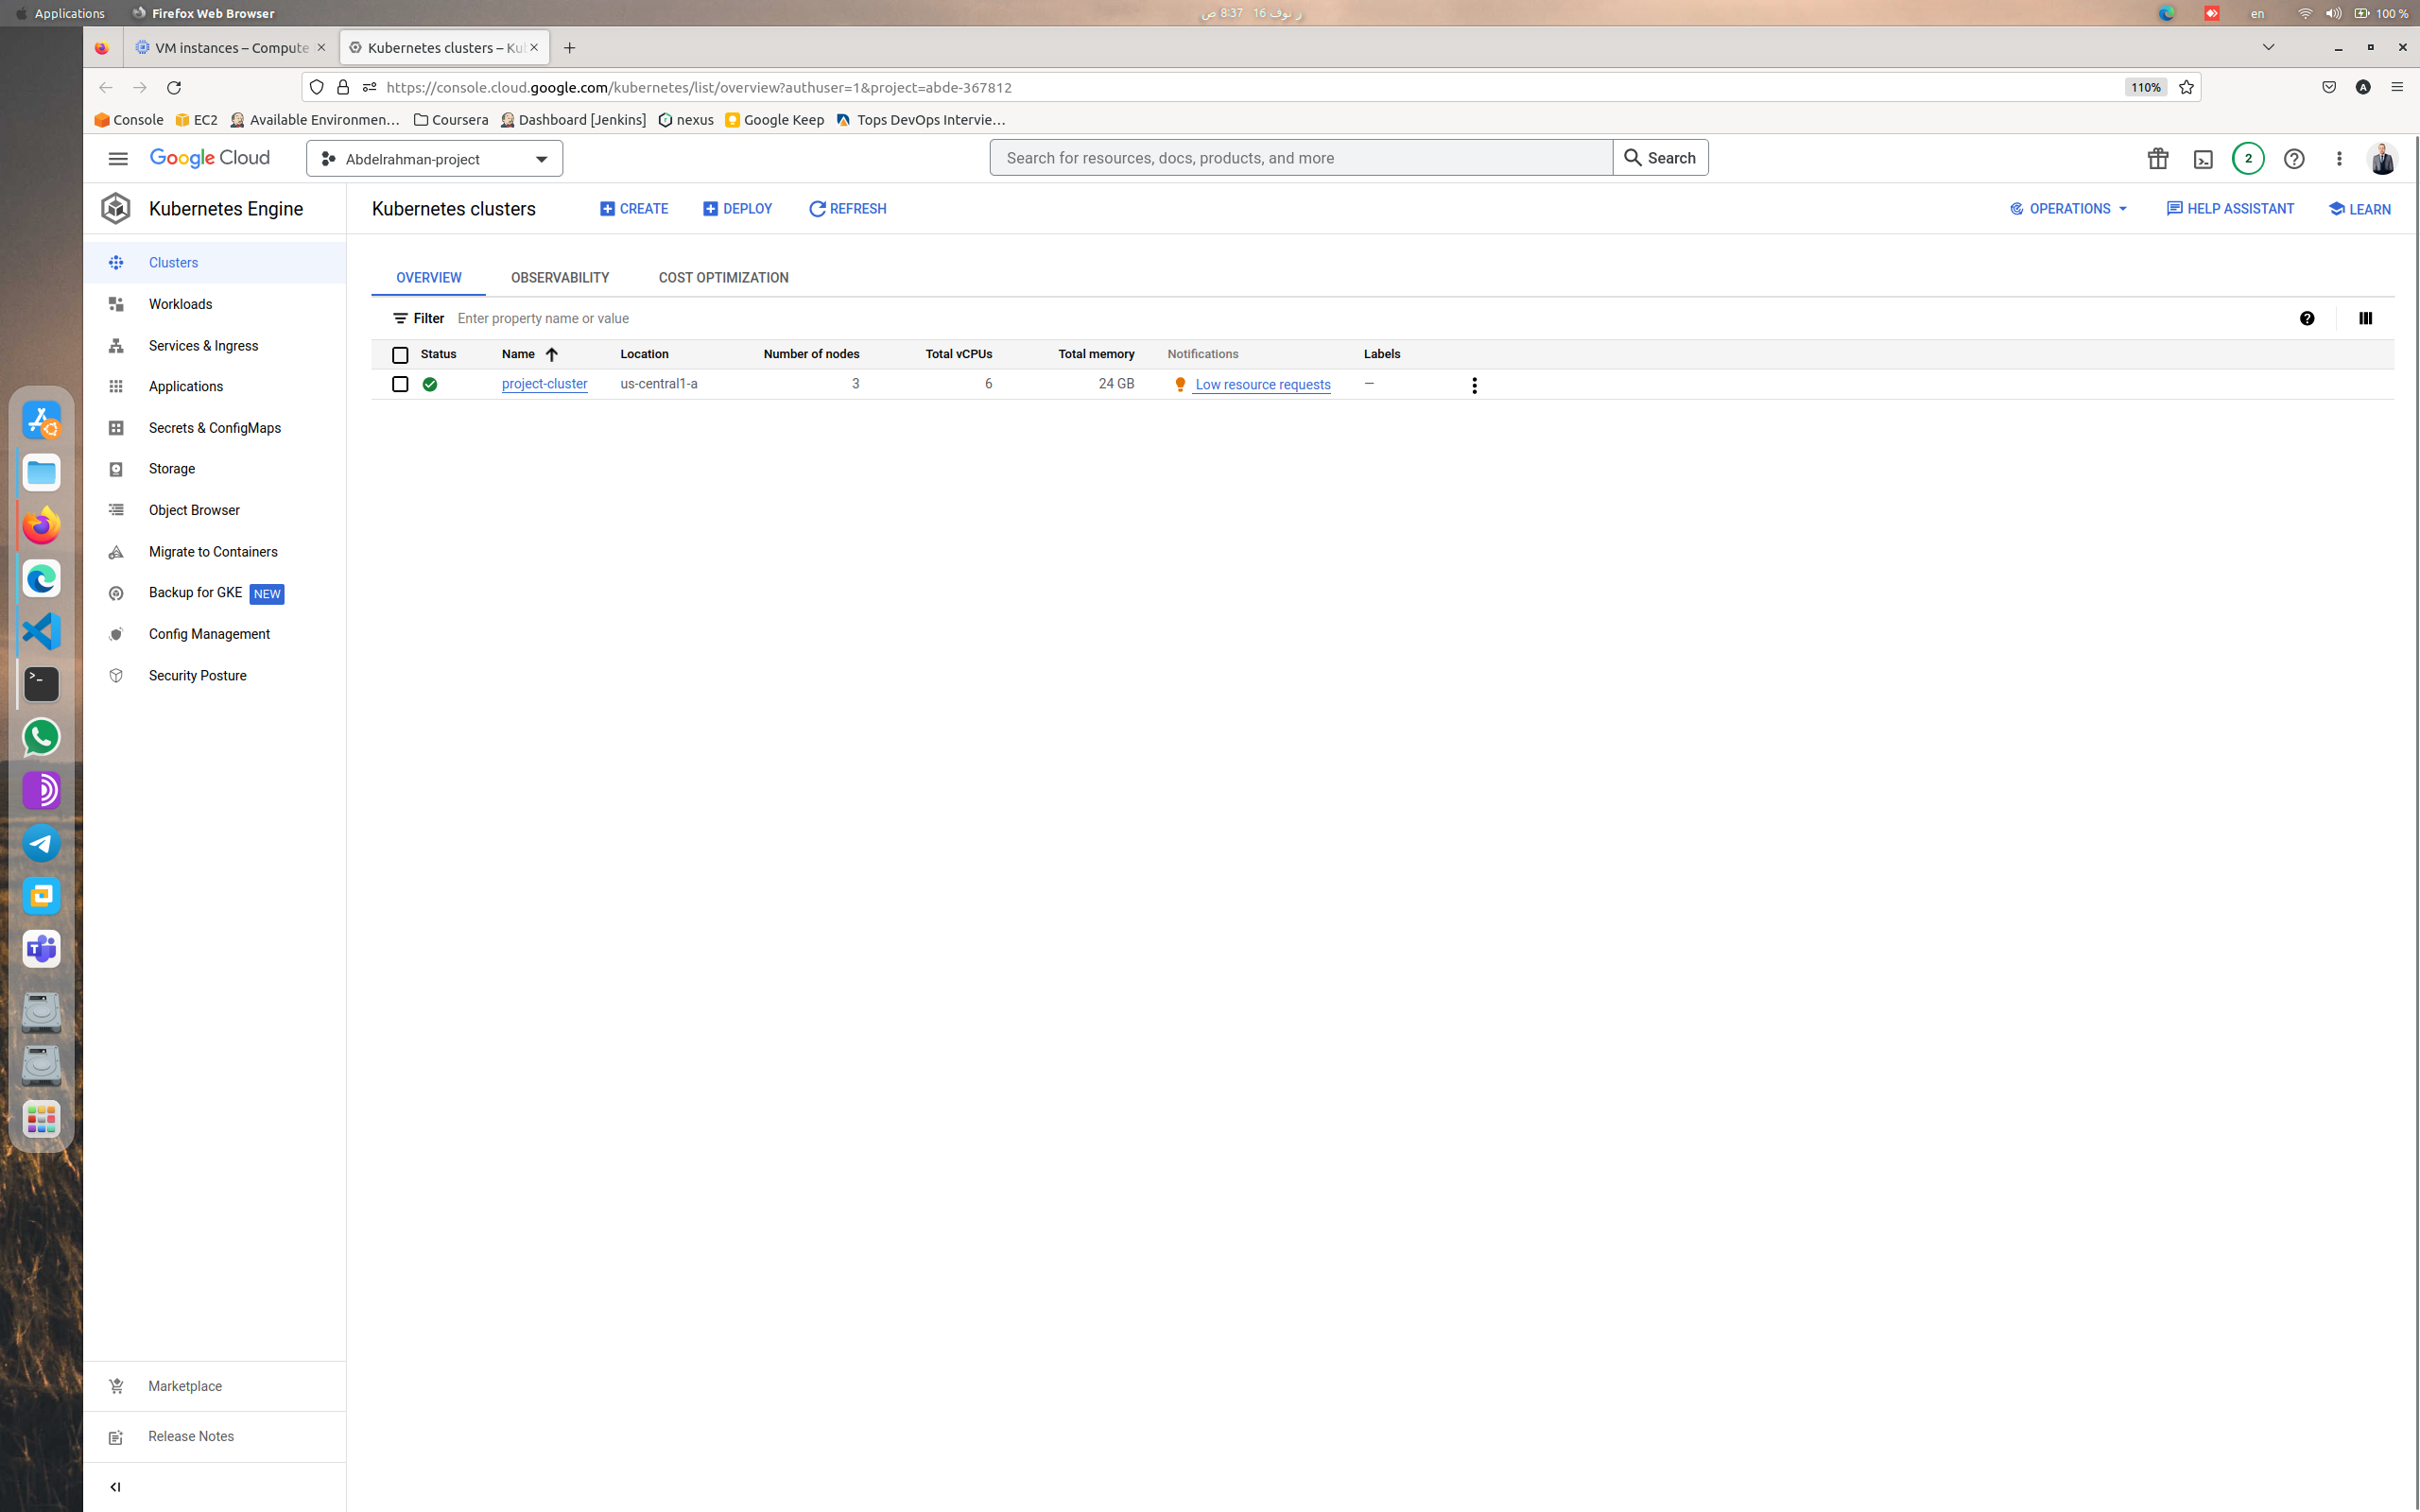 Applications
Firefox Web Browser
ر نوف 16 8:37 ص
en
100 %
VM instances – Compute
Kubernetes clusters – Ku
https://console.cloud.google.com/kubernetes/list/overview?authuser=1&project=abde-367812
110%
A
Console
EC2
Available Environmen…
Coursera
Dashboard [Jenkins]
nexus
Google Keep
Tops DevOps Intervie…
Google Cloud
Abdelrahman-project
Search for resources, docs, products, and more
Search
2
Kubernetes Engine
Kubernetes clusters
CREATE
DEPLOY
REFRESH
OPERATIONS
HELP ASSISTANT
LEARN
Clusters
Workloads
Services & Ingress
Applications
Secrets & ConfigMaps
Storage
Object Browser
Migrate to Containers
Backup for GKE NEW
Config Management
Security Posture
Marketplace
Release Notes
OVERVIEW
OBSERVABILITY
COST OPTIMIZATION
Filter Enter property name or value
Status Name Location Number of nodes Total vCPUs Total memory Notifications Labels
project-cluster us-central1-a 3 6 24 GB Low resource requests —